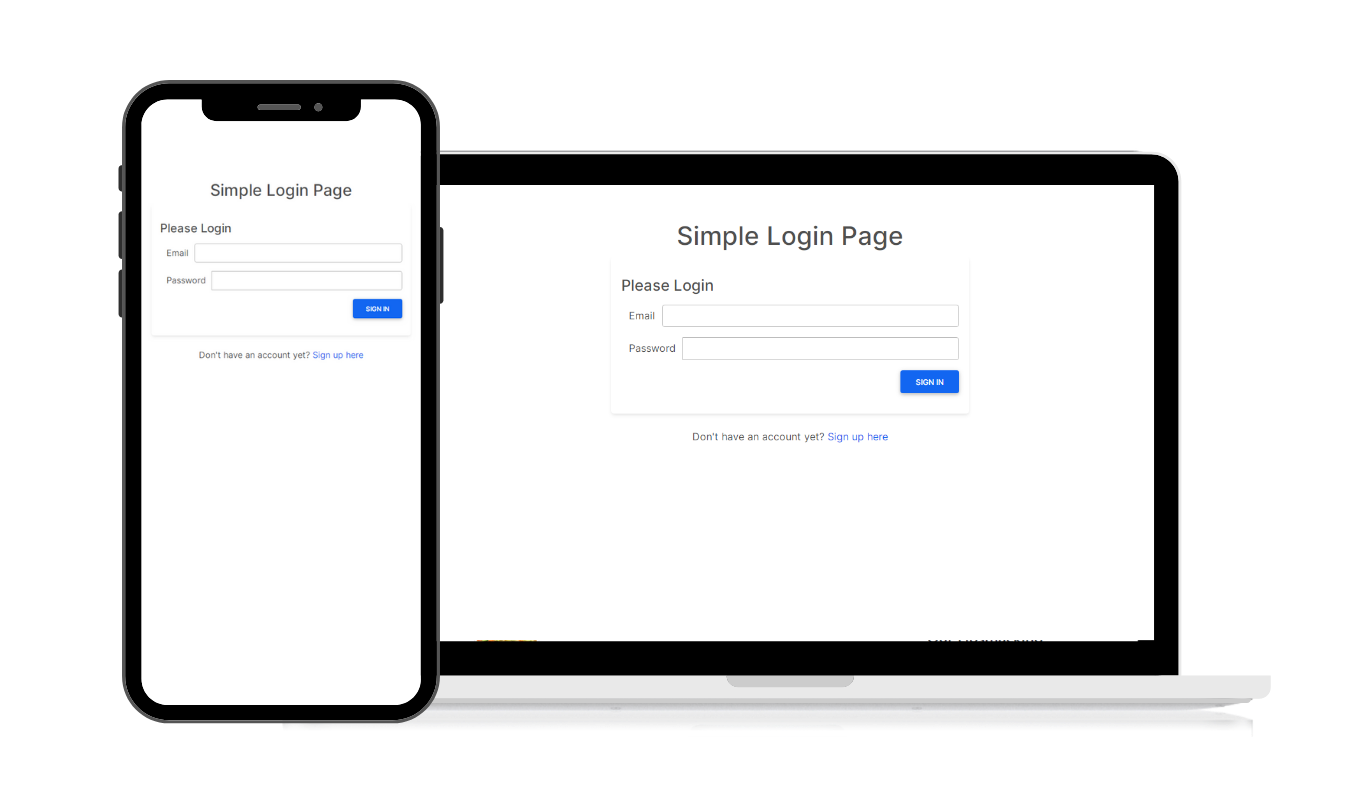 Simple Login Page
Please Login
Email
Password
SIGN IN
Don't have an account yet? Sign up here
Simple Login Page
Please Login
Email
Password
SIGN IN
Don't have an account yet? Sign up here